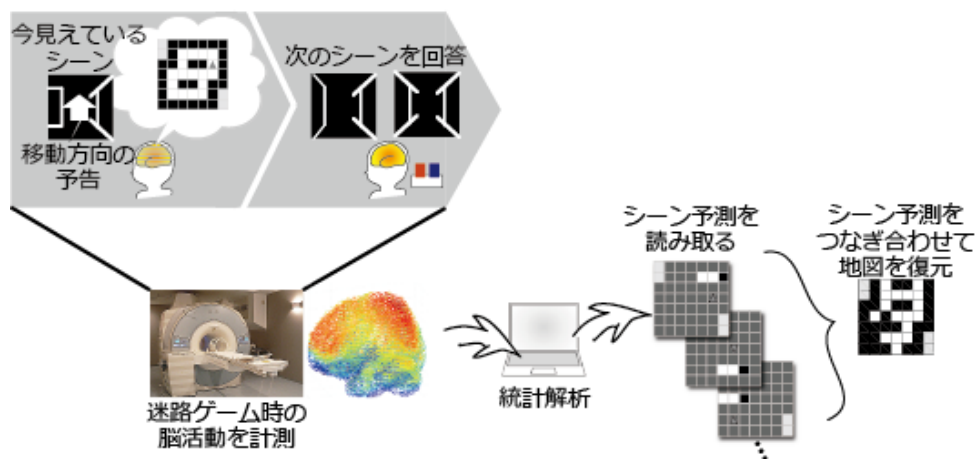 今見えている
シーン
移動方向の
予告
次のシーンを回答
迷路ゲーム時の
脳活動を計測
統計解析
シーン予測を
読み取る
シーン予測を
つなぎ合わせて
地図を復元